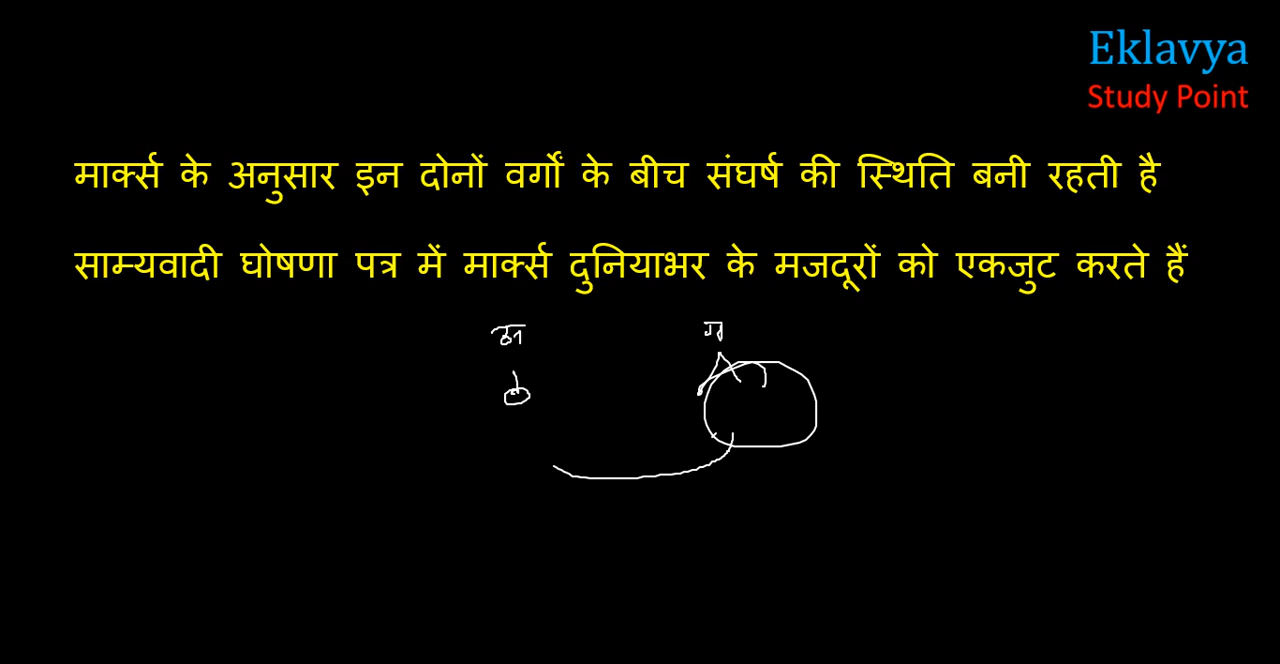 Eklavya
Study Point
मार्क्स के अनुसार इन दोनों वर्गों के बीच संघर्ष की स्थिति बनी रहती है
साम्यवादी घोषणा पत्र में मार्क्स दुनियाभर के मजदूरों को एकजुट करते हैं